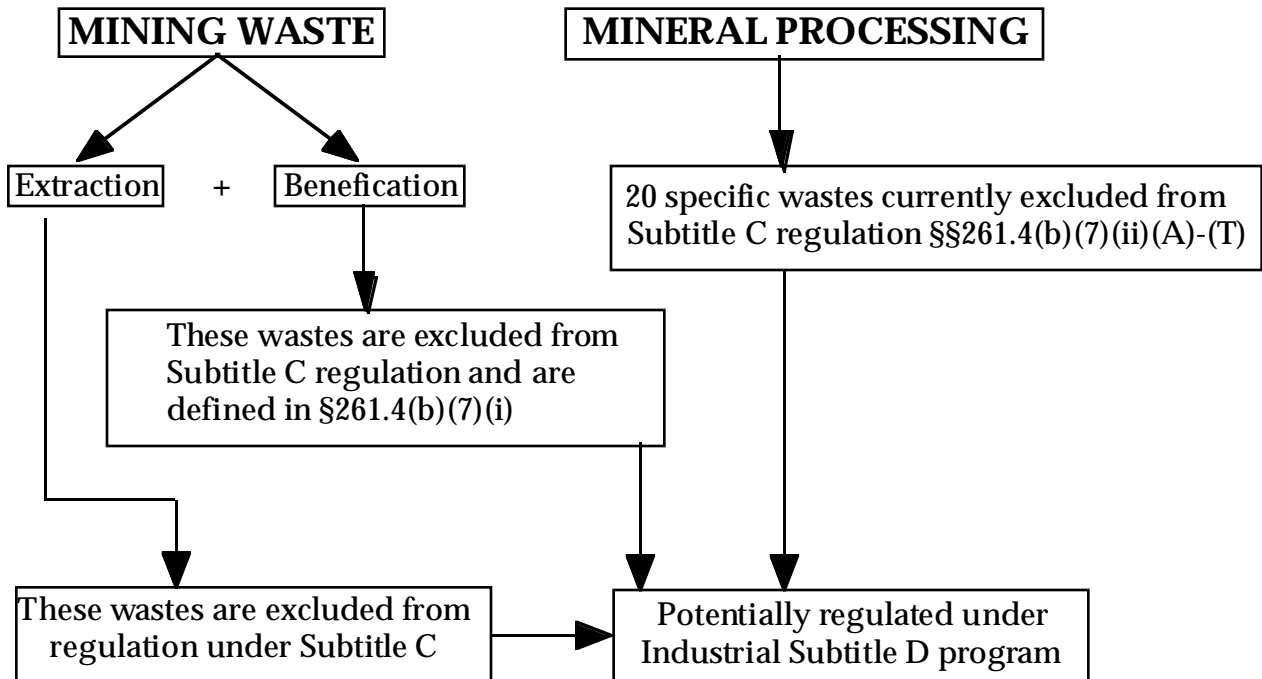 MINING WASTE
MINERAL PROCESSING
Extraction + Benefication
20 specific wastes currently excluded from
Subtitle C regulation §§261.4(b)(7)(ii)(A)-(T)
These wastes are excluded from
Subtitle C regulation and are
defined in §261.4(b)(7)(i)
These wastes are excluded from
regulation under Subtitle C
Potentially regulated under
Industrial Subtitle D program